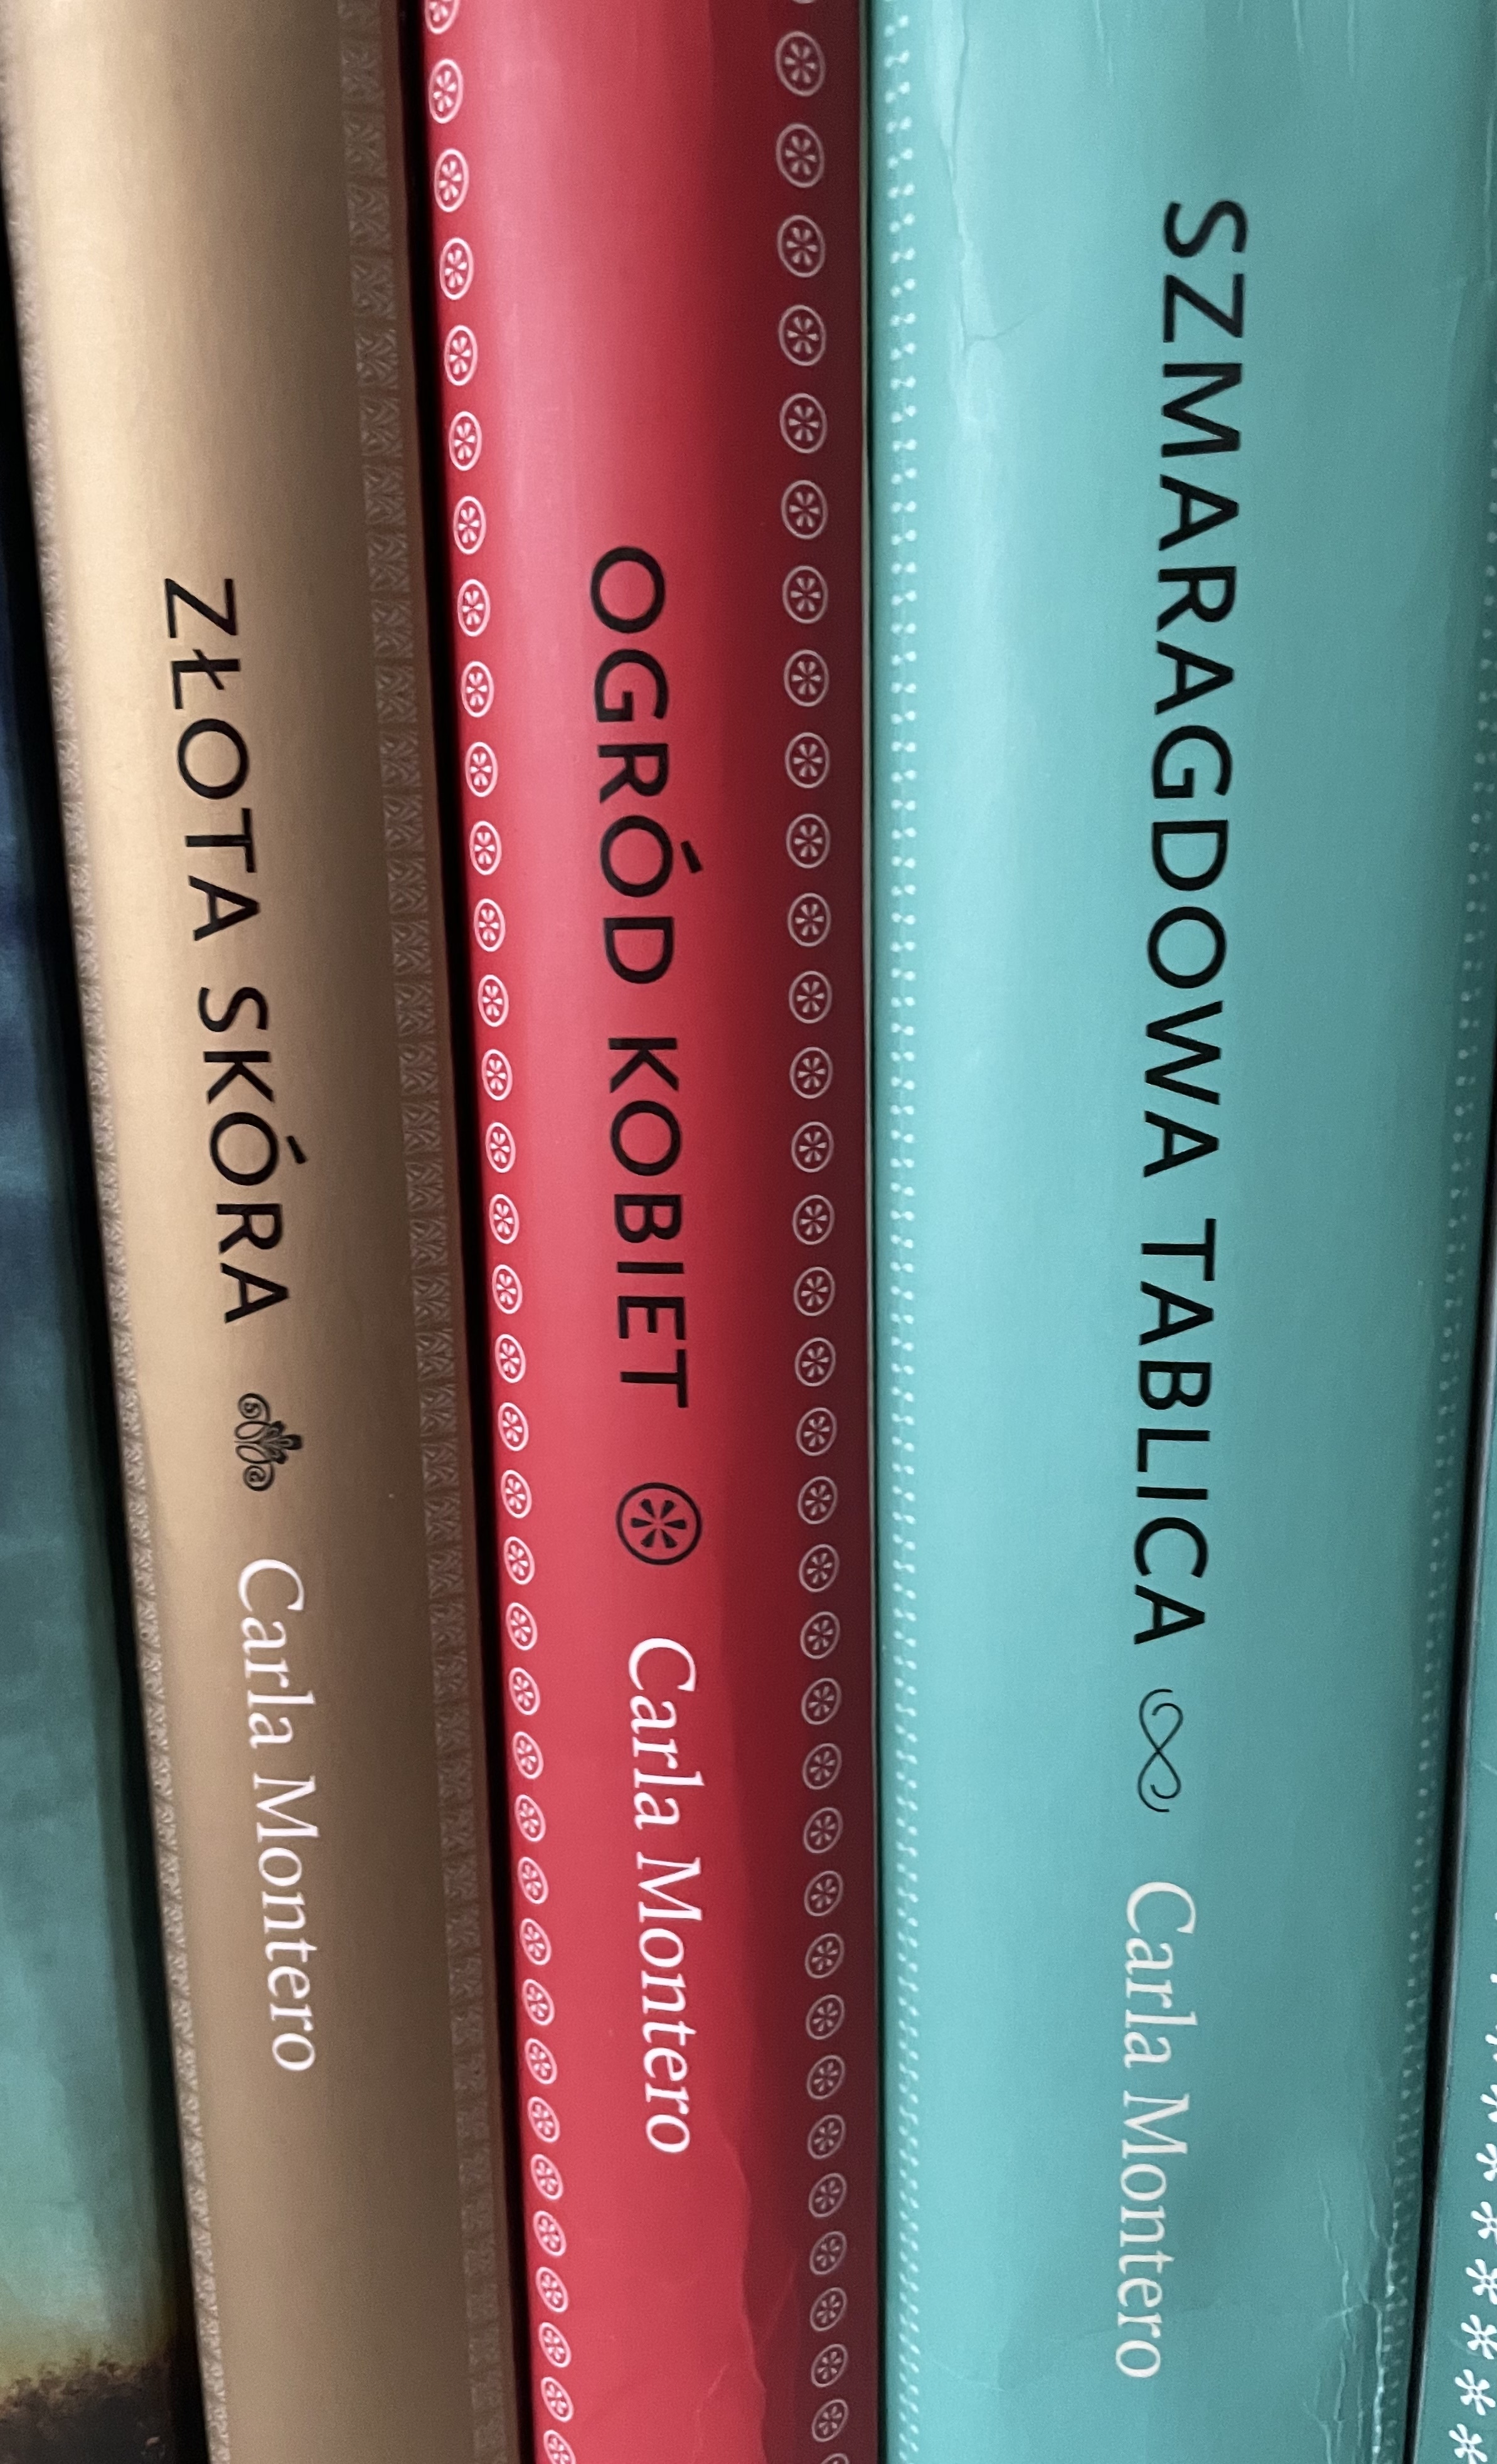 ZŁOTA SKÓRA Carla Montero
OGRÓD KOBIET Carla Montero
SZMARAGDOWA TABLICA Carla Montero